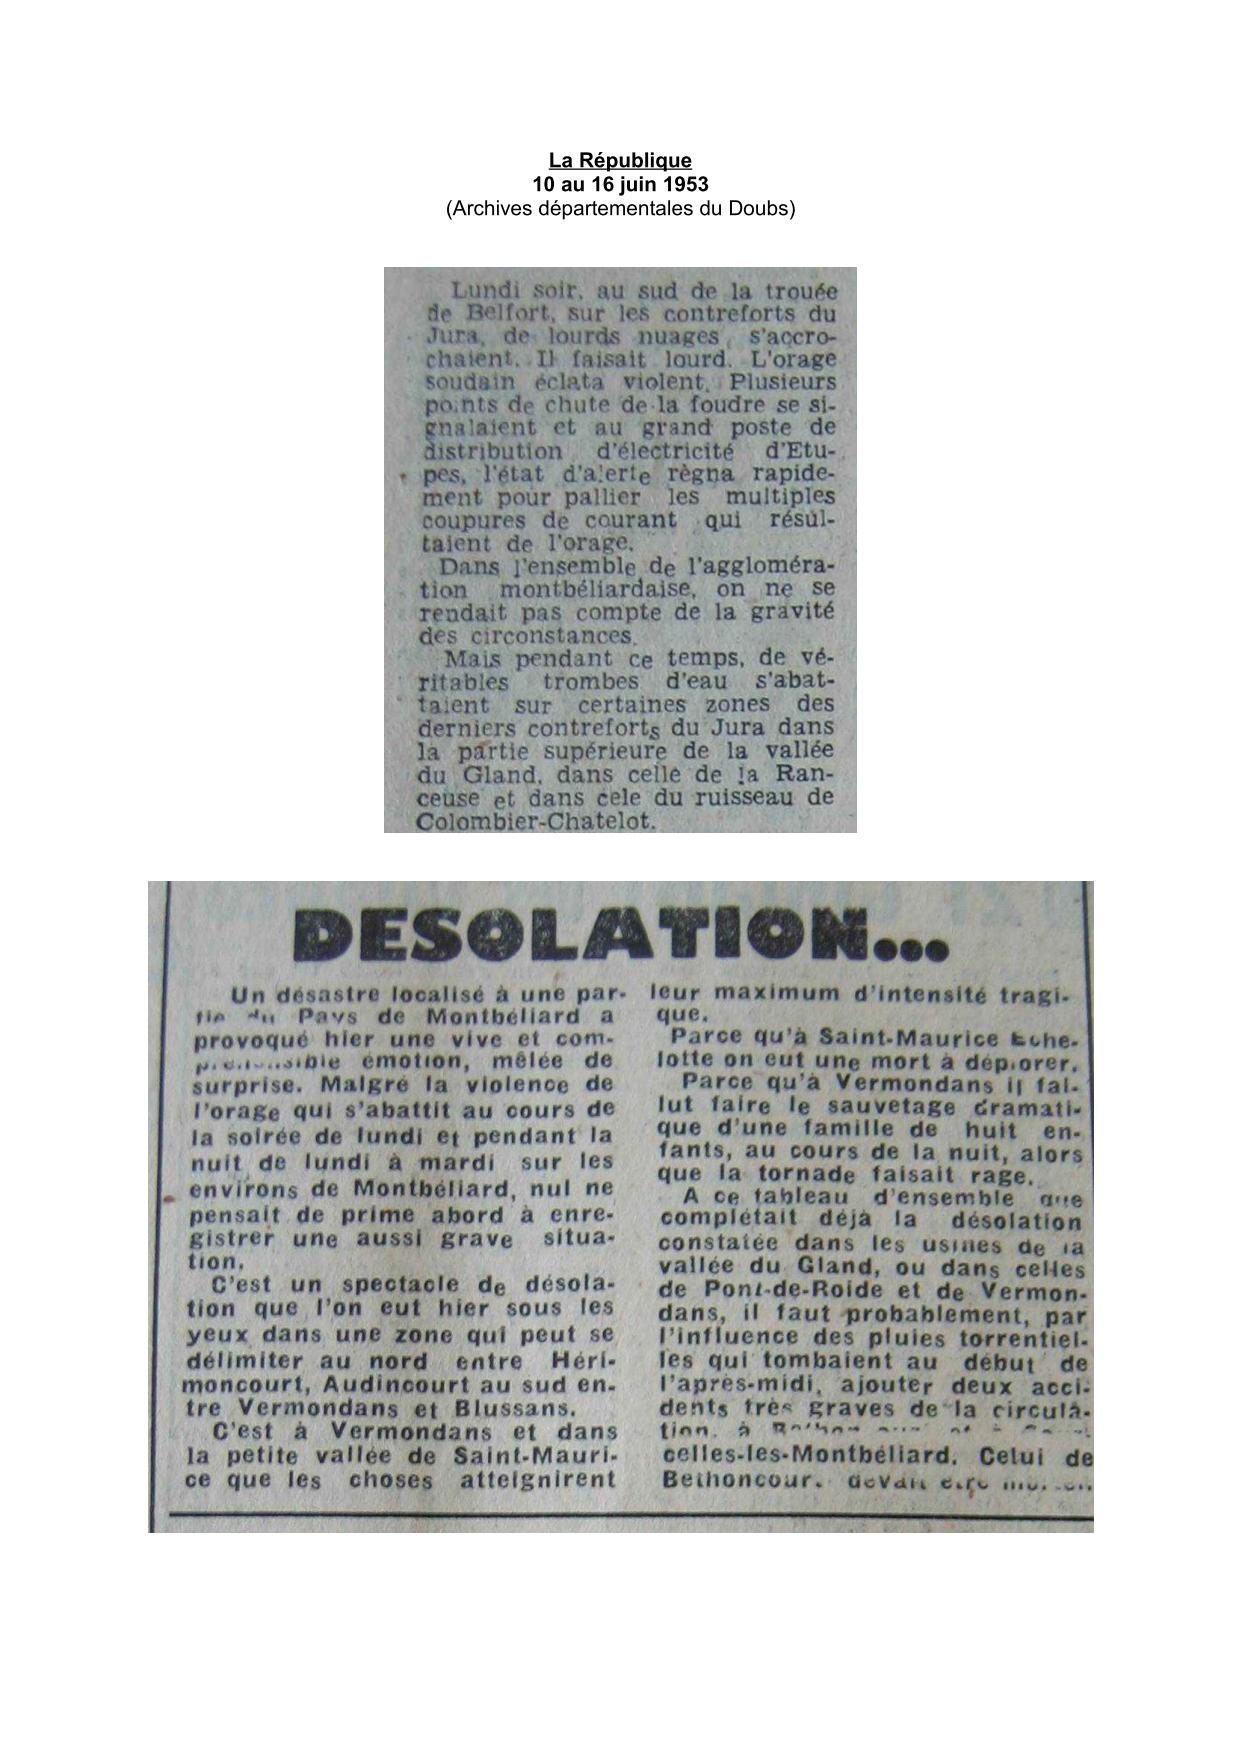 La République
10 au 16 juin 1953
(Archives départementales du Doubs)
Lundi soir, au sud de la trouée
de Belfort, sur les contreforts du
Jura, de lourds nuages s'accro-
chaient. Il faisait lourd. L'orage
soudain éclata violent. Plusieurs
points de chute de la foudre se si-
gnalaient et au grand poste de
distribution d'électricité d'Etu-
pes, l'état d'alerte règna rapide-
ment pour pallier les multiples
coupures de courant qui résul-
taient de l'orage.
Dans l'ensemble de l'aggloméra-
tion montbéliardaise, on ne se
rendait pas compte de la gravité
des circonstances.
Mais pendant ce temps, de vé-
ritables trombes d'eau s'abat-
taient sur certaines zones des
derniers contreforts du Jura dans
la partie supérieure de la vallée
du Gland, dans celle de la Ran-
ceuse et dans cele du ruisseau de
Colombier-Chatelot.
DESOLATION...
Un désastre localisé à une par-
tie du Pays de Montbéliard a
provoqué hier une vive et com-
émotion, mêlée de
surprise. Malgré la violence de
l'orage qui s'abattit au cours de
la soirée de lundi et pendant la
nuit de lundi à mardi sur les
environs de Montbéliard, nul ne
pensait de prime abord à enre-
gistrer une aussi grave situa-
tion.
C'est un spectacle de désola-
tion que l'on eut hier sous les
yeux dans une zone qui peut se
délimiter au nord entre Héri-
moncourt, Audincourt au sud en-
tre Vermondans et Blussans.
C'est à Vermondans et dans
la petite vallée de Saint-Mauri-
ce que les choses atteignirent
leur maximum d'intensité tragi-
que.
Parce qu'à Saint-Maurice Eche-
lotte on eut une mort à déplorer.
Parce qu'à Vermondans il fal-
lut faire le sauvetage dramati-
que d'une famille de huit en-
fants, au cours de la nuit, alors
que la tornade faisait rage.
A ce tableau d'ensemble que
complétait déjà la désolation
constatée dans les usines de la
vallée du Gland, ou dans celles
de Pont-de-Roide et de Vermon-
dans, il faut probablement, par
l'influence des pluies torrentiel-
les qui tombaient au début de
l'après-midi, ajouter deux acci-
dents très graves de la circula-
tion, à
celles-les-Montbéliard. Celui de
Bethoncour. devait être